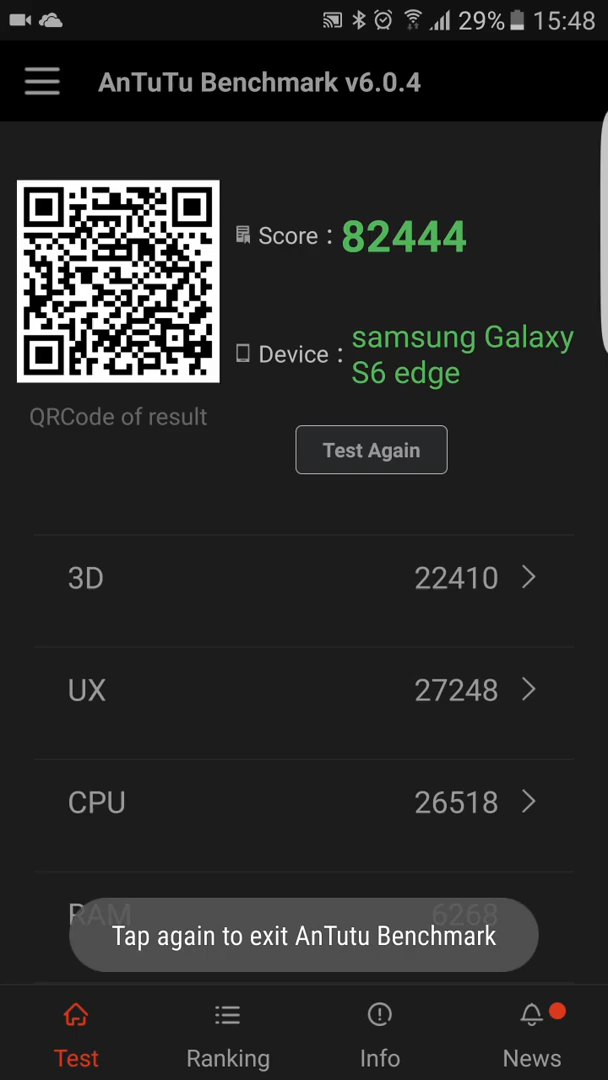 29% 15:48
AnTuTu Benchmark v6.0.4
Score : 82444
Device : samsung Galaxy
S6 edge
QRCode of result
Test Again
3D 22410
UX 27248
CPU 26518
RAM 6268
Tap again to exit AnTutu Benchmark
Test Ranking Info News